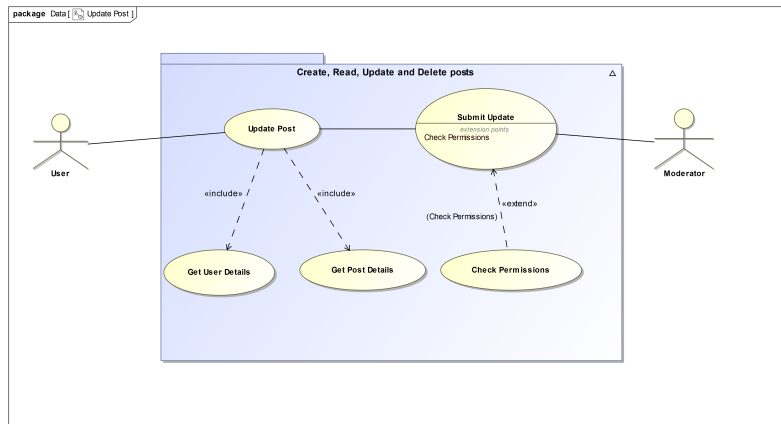 package Data [ Update Post ]
Create, Read, Update and Delete posts
Update Post
Submit Update
extension points
Check Permissions
User
Moderator
«include»
«include»
«extend»
(Check Permissions)
Get User Details
Get Post Details
Check Permissions